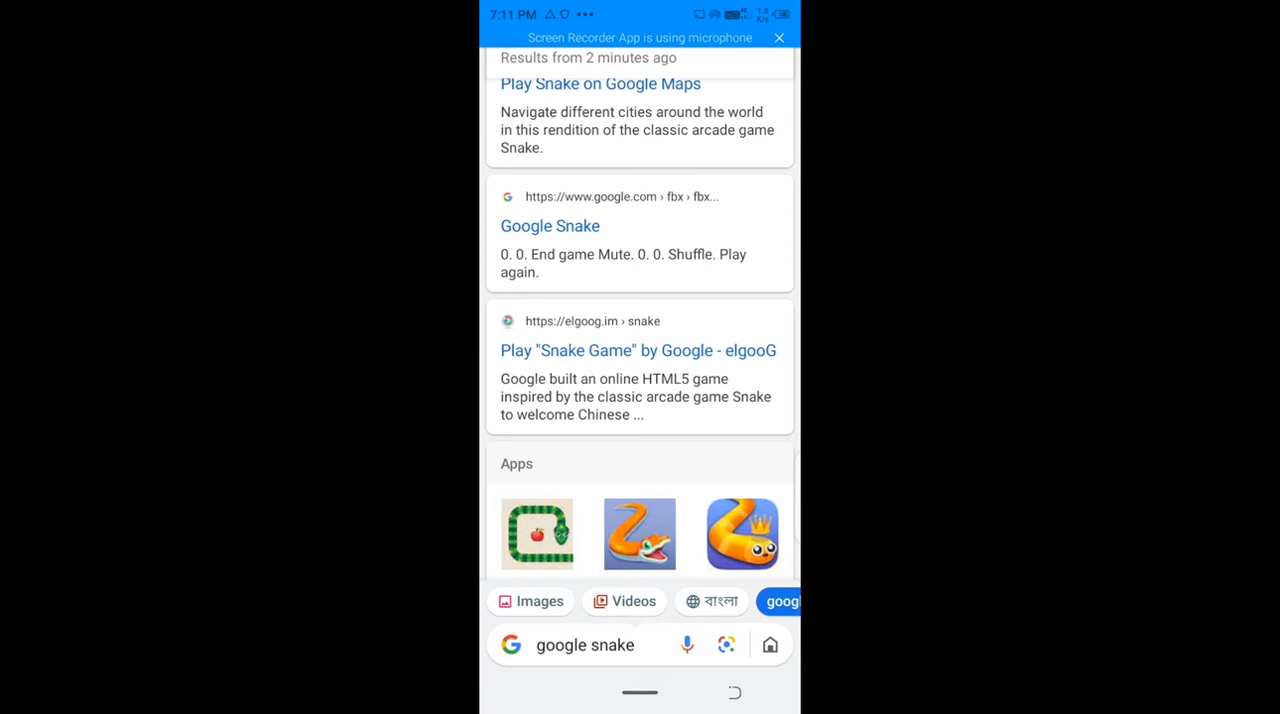 7:11 PM
1.8
K/s
Screen Recorder App is using microphone
Results from 2 minutes ago
Play Snake on Google Maps
Navigate different cities around the world
in this rendition of the classic arcade game
Snake.
https://www.google.com › fbx › fbx...
Google Snake
0. 0. End game Mute. 0. 0. Shuffle. Play
again.
https://elgoog.im › snake
Play "Snake Game" by Google - elgooG
Google built an online HTML5 game
inspired by the classic arcade game Snake
to welcome Chinese ...
Apps
Images Videos বাংলা googl
google snake